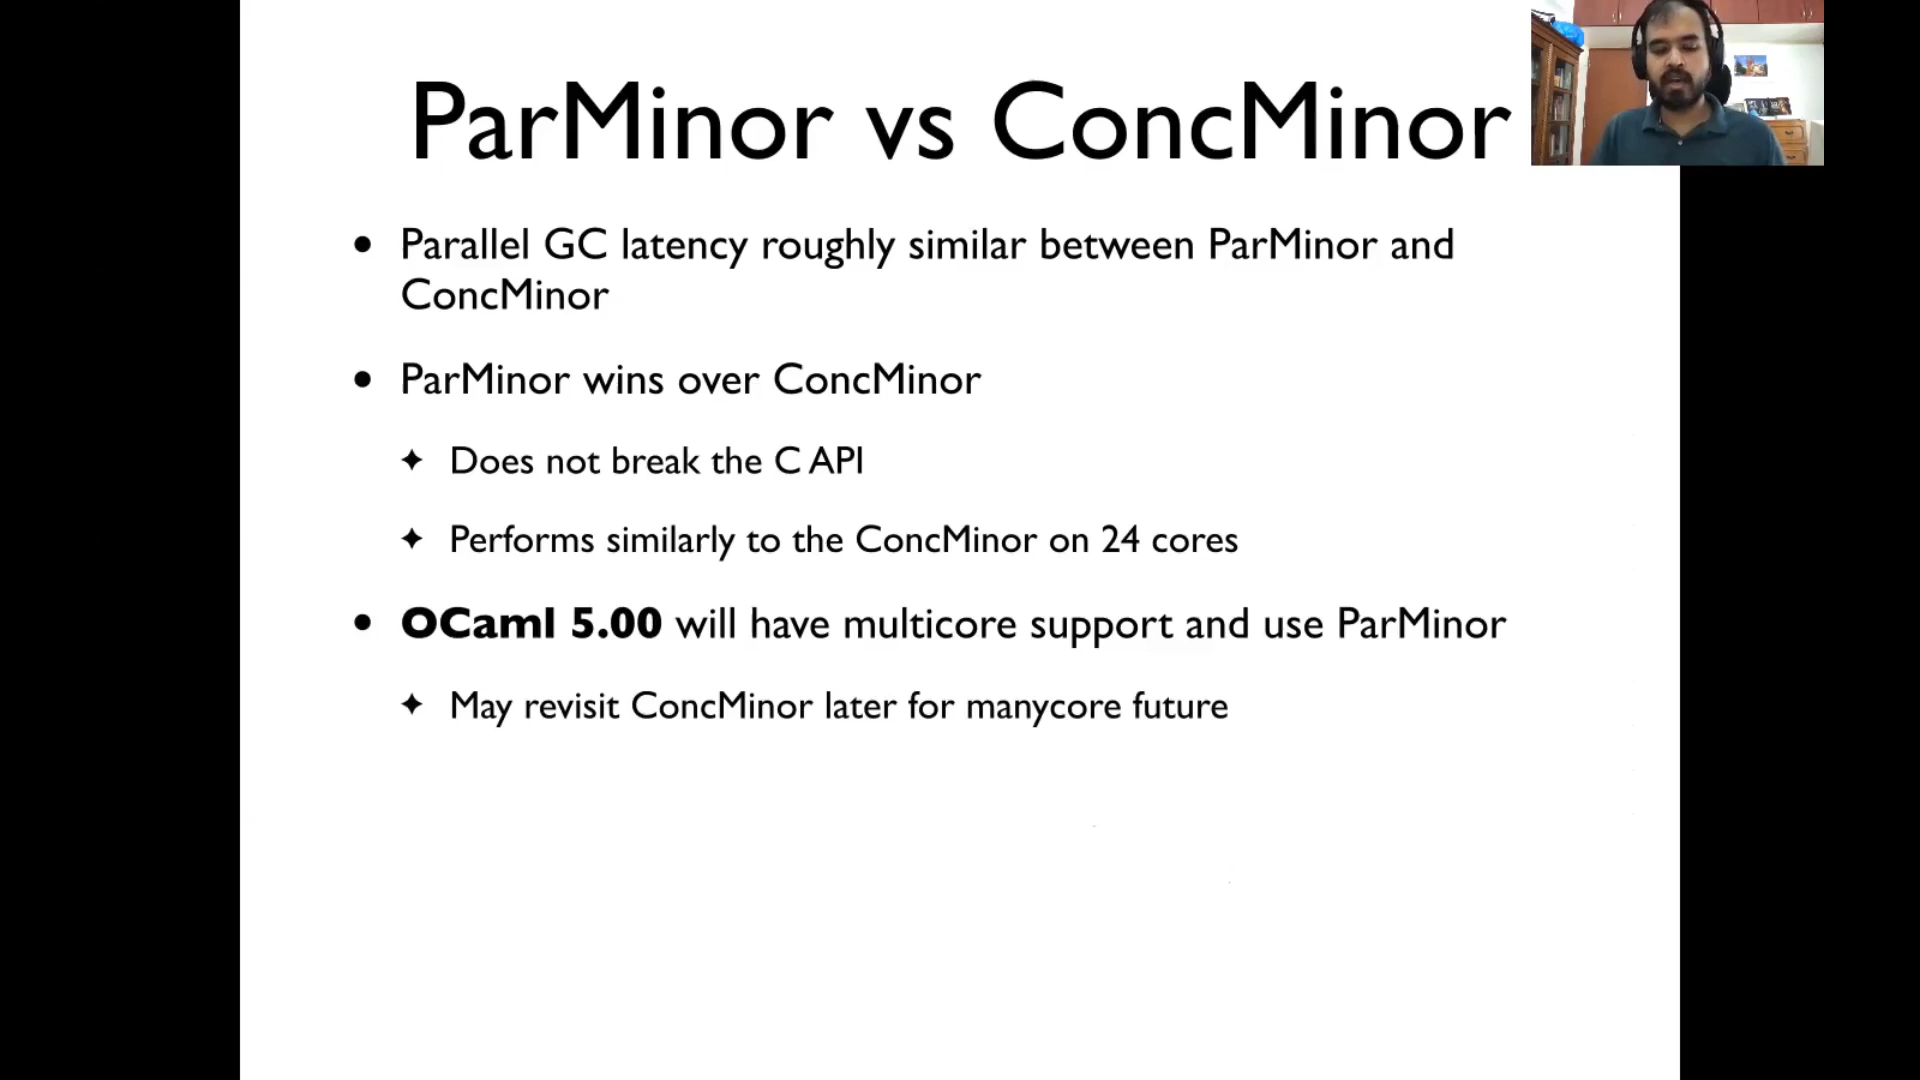 ParMinor vs ConcMinor
• Parallel GC latency roughly similar between ParMinor and
ConcMinor
• ParMinor wins over ConcMinor
✦ Does not break the C API
✦ Performs similarly to the ConcMinor on 24 cores
• OCaml 5.00 will have multicore support and use ParMinor
✦ May revisit ConcMinor later for manycore future